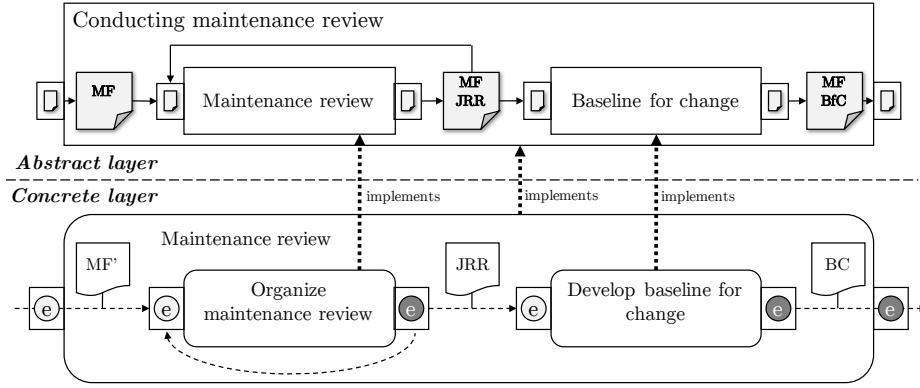 Conducting maintenance review
MF
Maintenance review
MF
JRR
Baseline for change
MF
BfC
Abstract layer
Concrete layer
implements
implements
implements
Maintenance review
MF'
JRR
BC
e
e
Organize
maintenance review
e
e
Develop baseline for
change
e
e